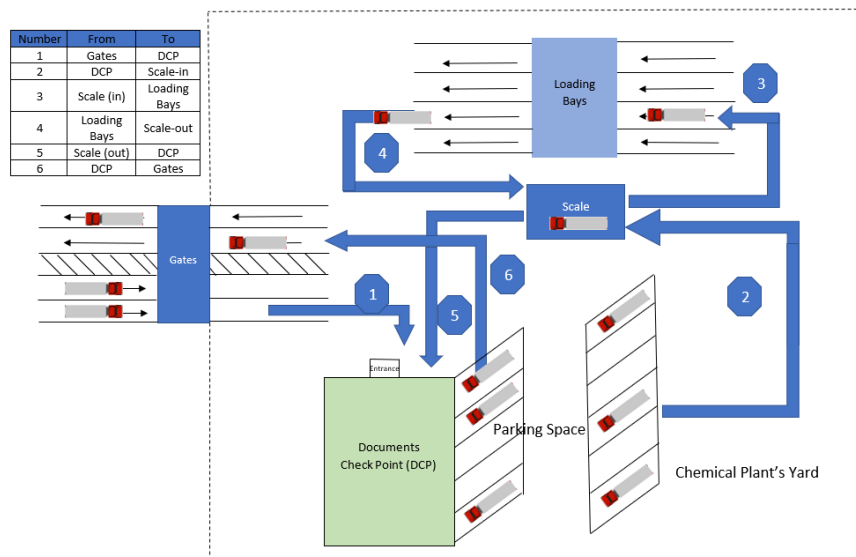 Number From To
1 Gates DCP
2 DCP Scale-in
3 Scale (in) Loading
Bays
4 Loading
Bays Scale-out
5 Scale (out) DCP
6 DCP Gates
Loading
Bays
3
4
Scale
Gates
6
2
1
5
Entrance
Documents
Check Point (DCP)
Parking Space
Chemical Plant's Yard